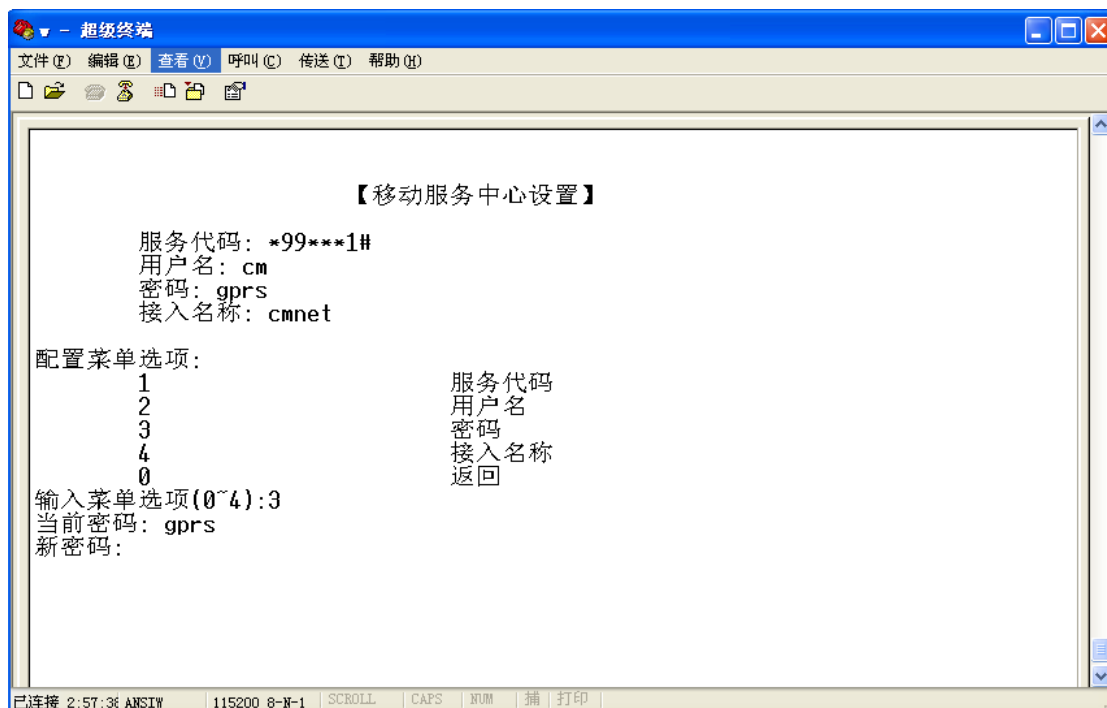 w - 超级终端
文件(F) 编辑(E) 查看(V) 呼叫(C) 传送(T) 帮助(H)
【移动服务中心设置】
服务代码: *99***1#
用户名: cm
密码: gprs
接入名称: cmnet
配置菜单选项:
1 服务代码
2 用户名
3 密码
4 接入名称
0 返回
输入菜单选项(0~4):3
当前密码: gprs
新密码:
已连接 2:57:38 ANSIW 115200 8-N-1 SCROLL CAPS NUM 捕 打印